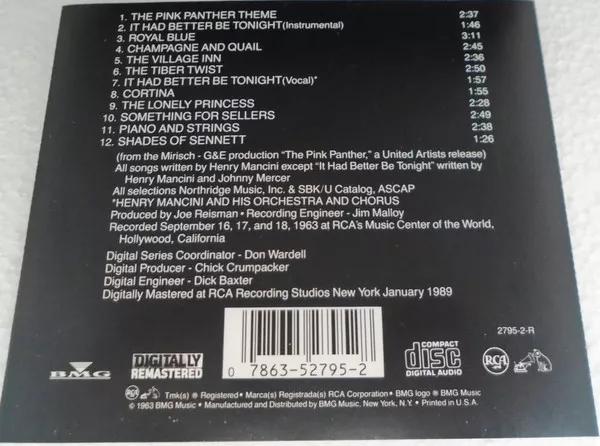 1. THE PINK PANTHER THEME 2:37
2. IT HAD BETTER BE TONIGHT(Instrumental) 1:46
3. ROYAL BLUE 3:11
4. CHAMPAGNE AND QUAIL 2:45
5. THE VILLAGE INN 2:36
6. THE TIBER TWIST 2:50
7. IT HAD BETTER BE TONIGHT(Vocal)* 1:57
8. CORTINA 1:55
9. THE LONELY PRINCESS 2:28
10. SOMETHING FOR SELLERS 2:49
11. PIANO AND STRINGS 2:38
12. SHADES OF SENNETT 1:26
(from the Mirisch - G&E production "The Pink Panther," a United Artists release)
All songs written by Henry Mancini except "It Had Better Be Tonight" written by
Henry Mancini and Johnny Mercer
All selections Northridge Music, Inc. & SBK/U Catalog, ASCAP
*HENRY MANCINI AND HIS ORCHESTRA AND CHORUS
Produced by Joe Reisman • Recording Engineer - Jim Malloy
Recorded September 16, 17, and 18, 1963 at RCA's Music Center of the World,
Hollywood, California
Digital Series Coordinator - Don Wardell
Digital Producer - Chick Crumpacker
Digital Engineer - Dick Baxter
Digitally Mastered at RCA Recording Studios New York January 1989
2795-2-R
BMG
DIGITALLY
REMASTERED
0 7863-52795-2
COMPACT
disc
DIGITAL AUDIO
RCA
Tmk(s) ® Registered • Marca(s) Registrada(s) RCA Corporation • BMG logo ® BMG Music
© 1963 BMG Music • Manufactured and Distributed by BMG Music, New York, N.Y. • Printed in U.S.A.